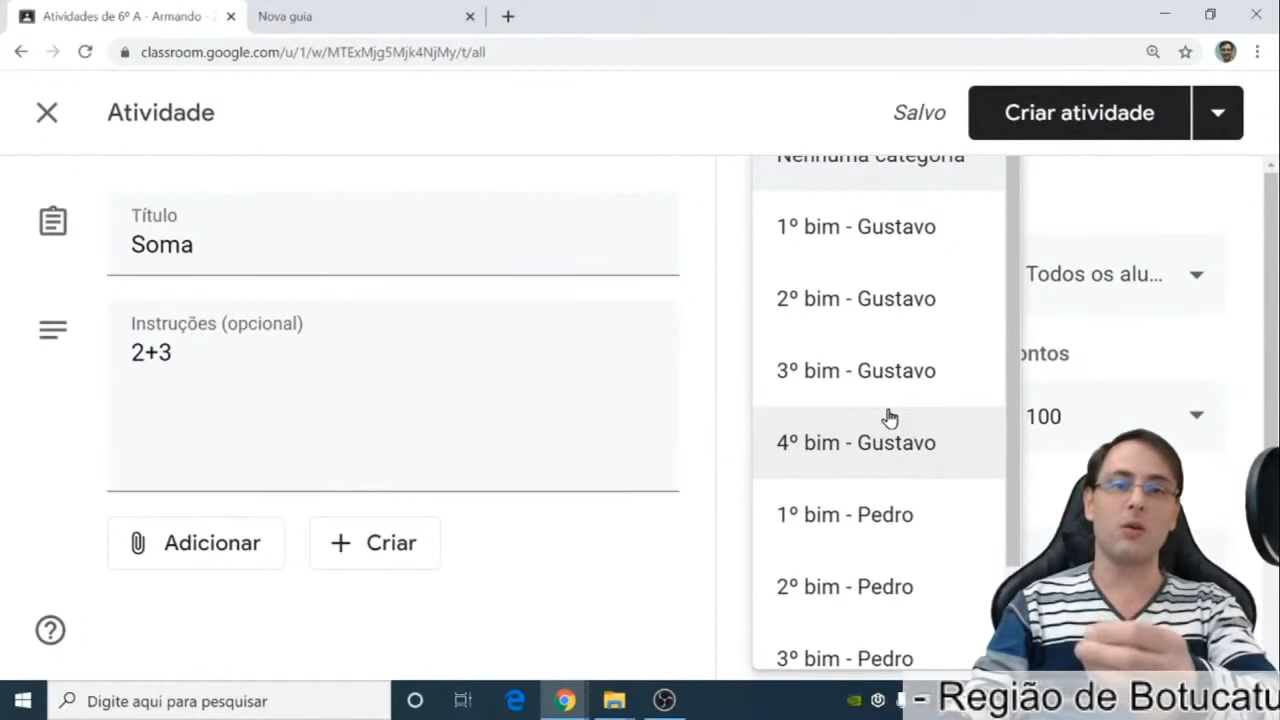 Atividades de 6º A - Armando - 2
Nova guia
classroom.google.com/u/1/w/MTExMjg5Mjk4NjMy/t/all
Atividade
Salvo
Criar atividade
Título
Soma
Instruções (opcional)
2+3
Adicionar
Criar
Nenhuma categoria
1º bim - Gustavo
2º bim - Gustavo
3º bim - Gustavo
4º bim - Gustavo
1º bim - Pedro
2º bim - Pedro
3º bim - Pedro
Todos os alu...
ontos
100
Digite aqui para pesquisar
- Região de Botucatu